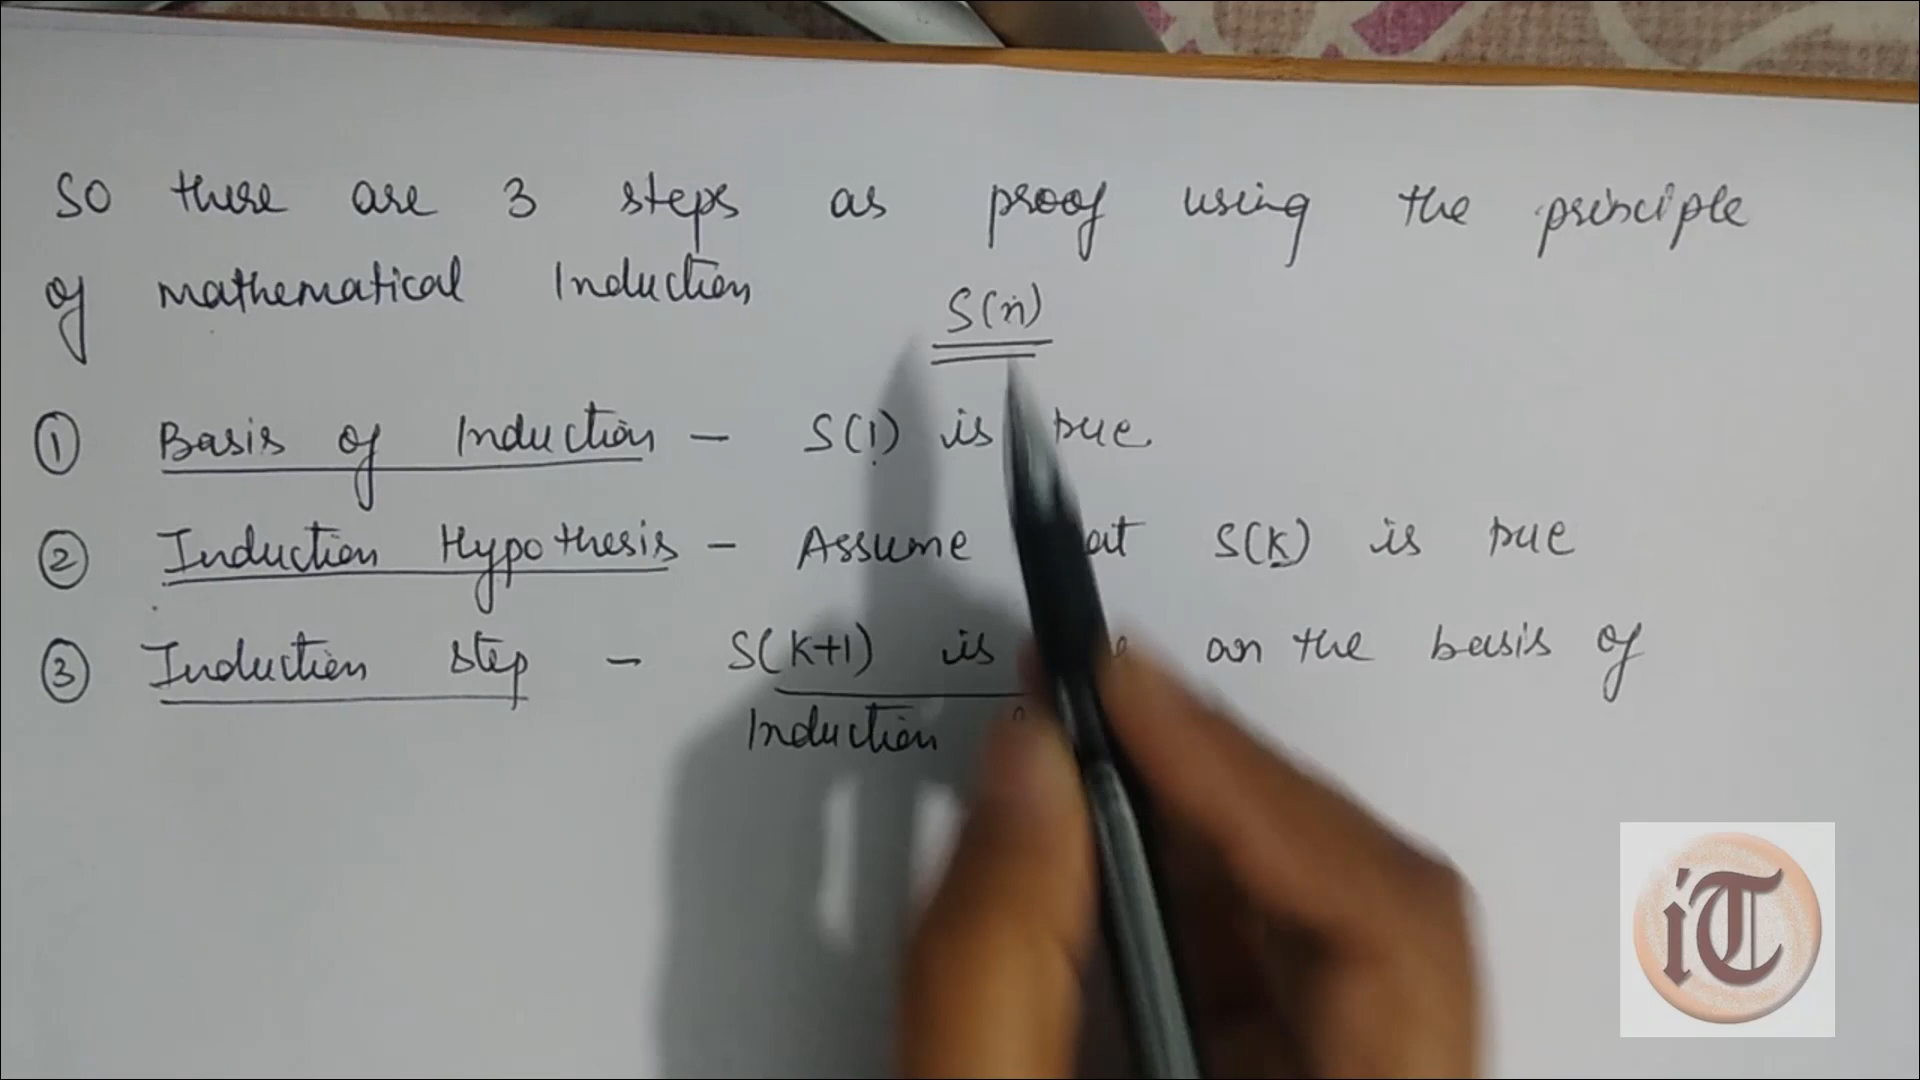 So there are 3 steps as proof using the principle
of mathematical Induction
S(n)
① Basis of Induction - S(1) is true
② Induction Hypothesis - Assume S(k) is true
③ Induction step - S(k+1) is on the basis of
Induction
iT